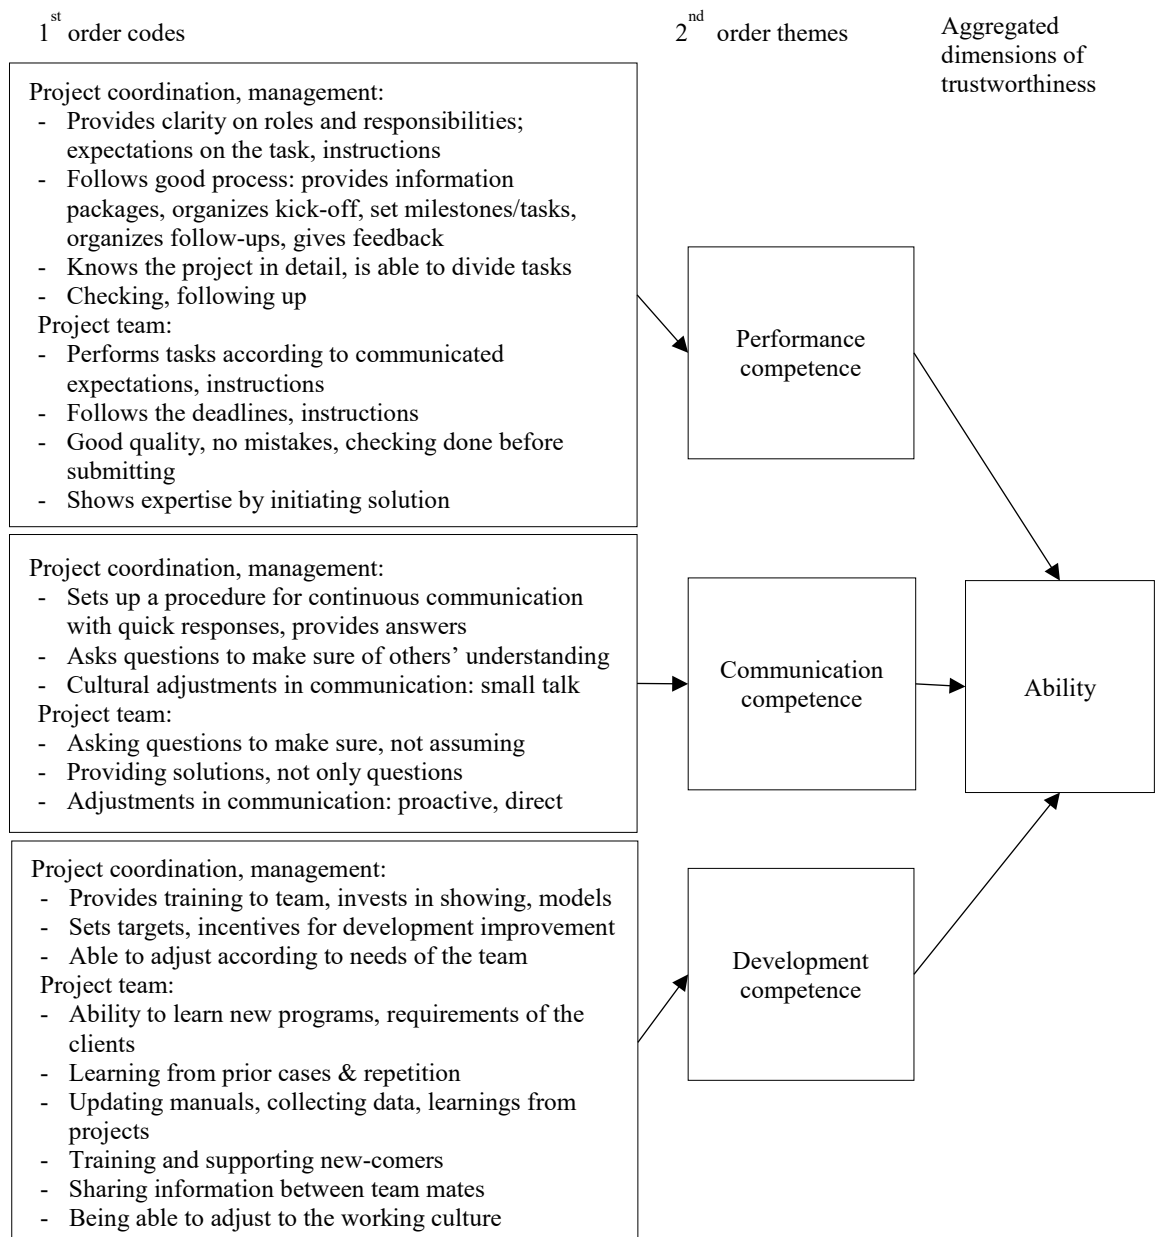 1st order codes
2nd order themes
Aggregated
dimensions of
trustworthiness
Project coordination, management:
- Provides clarity on roles and responsibilities;
expectations on the task, instructions
- Follows good process: provides information
packages, organizes kick-off, set milestones/tasks,
organizes follow-ups, gives feedback
- Knows the project in detail, is able to divide tasks
- Checking, following up
Project team:
- Performs tasks according to communicated
expectations, instructions
- Follows the deadlines, instructions
- Good quality, no mistakes, checking done before
submitting
- Shows expertise by initiating solution
Performance
competence
Project coordination, management:
- Sets up a procedure for continuous communication
with quick responses, provides answers
- Asks questions to make sure of others’ understanding
- Cultural adjustments in communication: small talk
Project team:
- Asking questions to make sure, not assuming
- Providing solutions, not only questions
- Adjustments in communication: proactive, direct
Communication
competence
Ability
Project coordination, management:
- Provides training to team, invests in showing, models
- Sets targets, incentives for development improvement
- Able to adjust according to needs of the team
Project team:
- Ability to learn new programs, requirements of the
clients
- Learning from prior cases & repetition
- Updating manuals, collecting data, learnings from
projects
- Training and supporting new-comers
- Sharing information between team mates
- Being able to adjust to the working culture
Development
competence